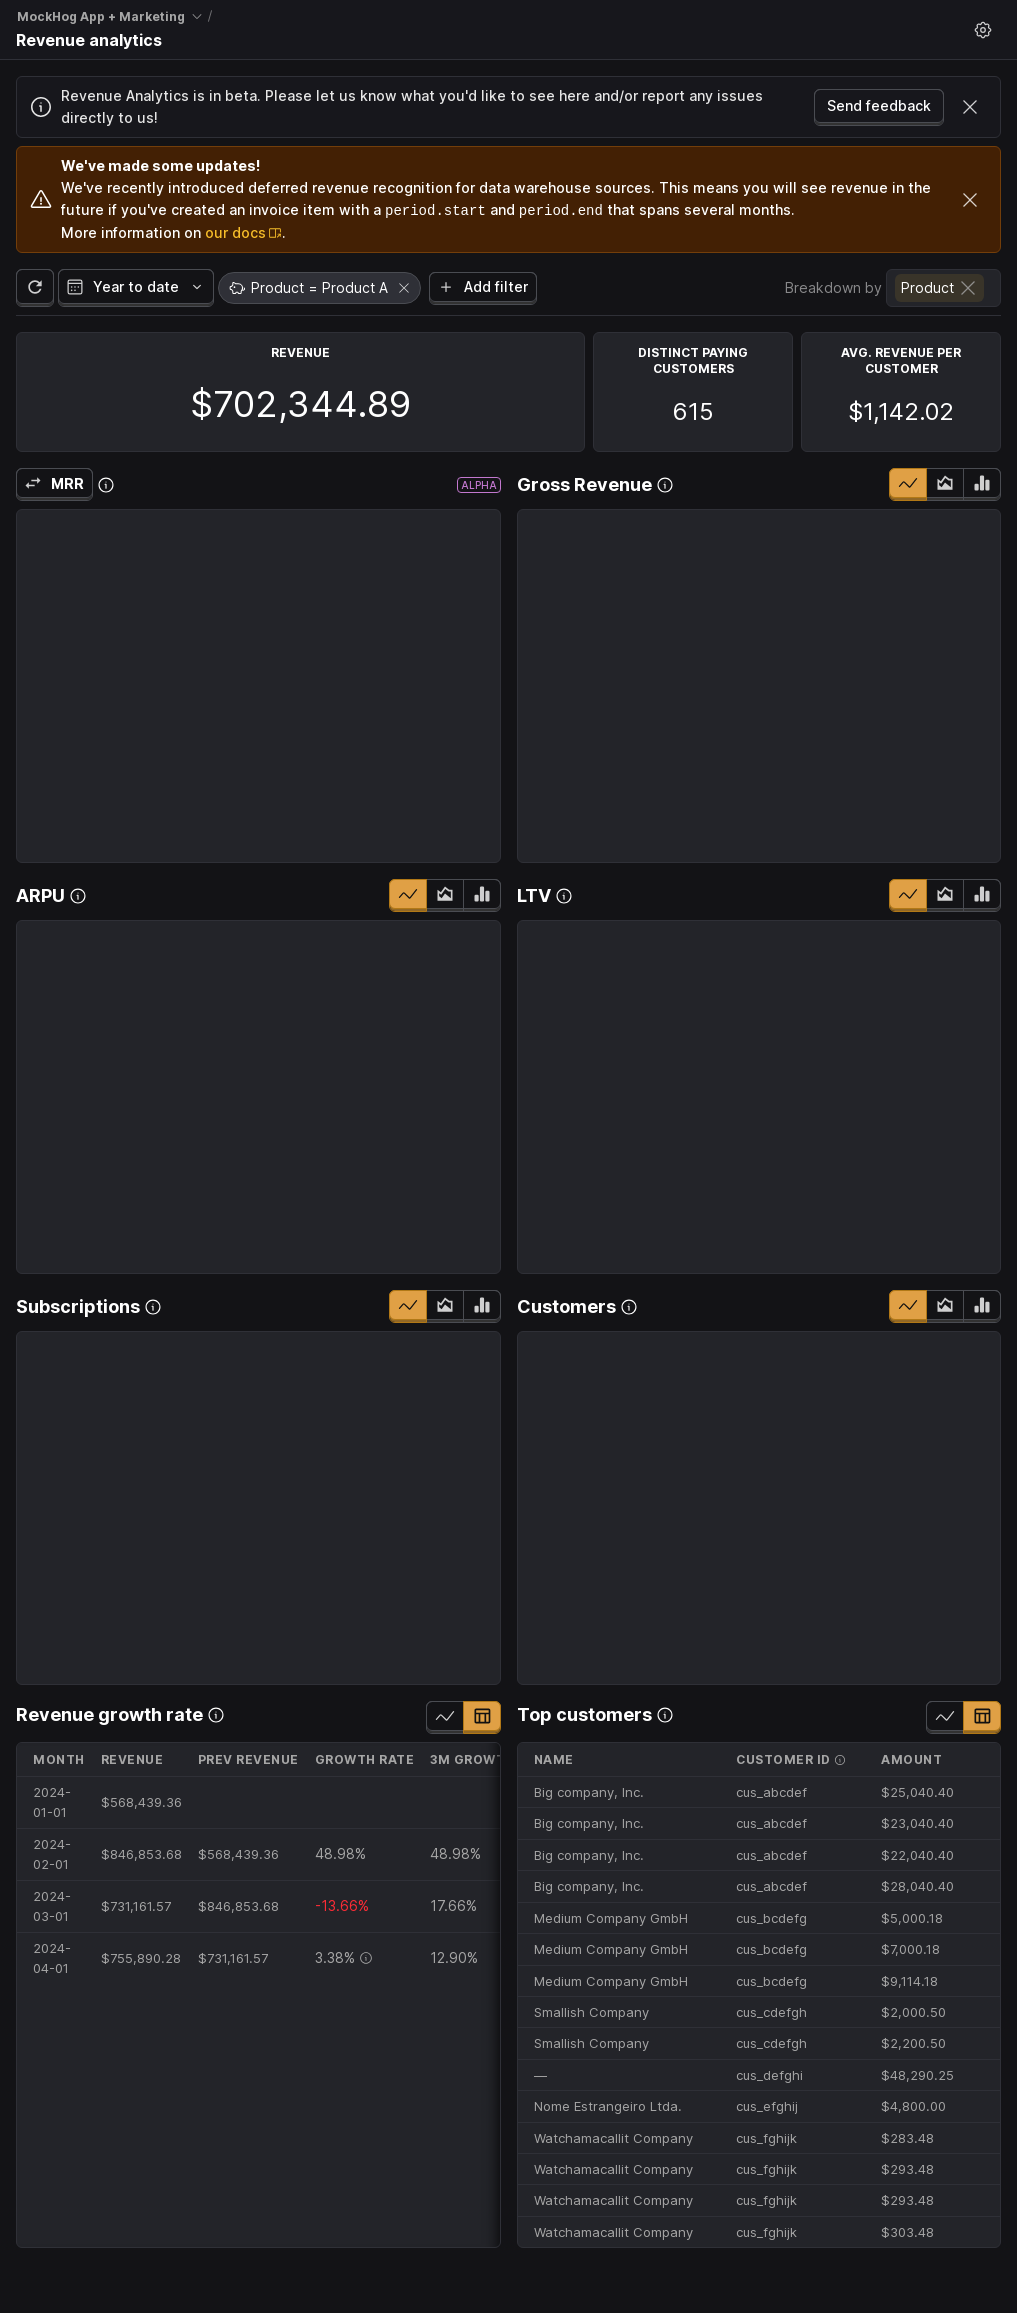 MockHog App + Marketing /
Revenue analytics
Revenue Analytics is in beta. Please let us know what you'd like to see here and/or report any issues
directly to us!
Send feedback
We've made some updates!
We've recently introduced deferred revenue recognition for data warehouse sources. This means you will see revenue in the
future if you've created an invoice item with a period.start and period.end that spans several months.
More information on our docs.
Year to date
Product = Product A
Add filter
Breakdown by Product
REVENUE
$702,344.89
DISTINCT PAYING
CUSTOMERS
615
AVG. REVENUE PER
CUSTOMER
$1,142.02
MRR
ALPHA
Gross Revenue
ARPU
LTV
Subscriptions
Customers
Revenue growth rate
MONTH REVENUE PREV REVENUE GROWTH RATE 3M GROWT
2024-
01-01
$568,439.36
2024-
02-01
$846,853.68 $568,439.36 48.98% 48.98%
2024-
03-01
$731,161.57 $846,853.68 -13.66% 17.66%
2024-
04-01
$755,890.28 $731,161.57 3.38% 12.90%
Top customers
NAME CUSTOMER ID AMOUNT
Big company, Inc. cus_abcdef $25,040.40
Big company, Inc. cus_abcdef $23,040.40
Big company, Inc. cus_abcdef $22,040.40
Big company, Inc. cus_abcdef $28,040.40
Medium Company GmbH cus_bcdefg $5,000.18
Medium Company GmbH cus_bcdefg $7,000.18
Medium Company GmbH cus_bcdefg $9,114.18
Smallish Company cus_cdefgh $2,000.50
Smallish Company cus_cdefgh $2,200.50
— cus_defghi $48,290.25
Nome Estrangeiro Ltda. cus_efghij $4,800.00
Watchamacallit Company cus_fghijk $283.48
Watchamacallit Company cus_fghijk $293.48
Watchamacallit Company cus_fghijk $293.48
Watchamacallit Company cus_fghijk $303.48